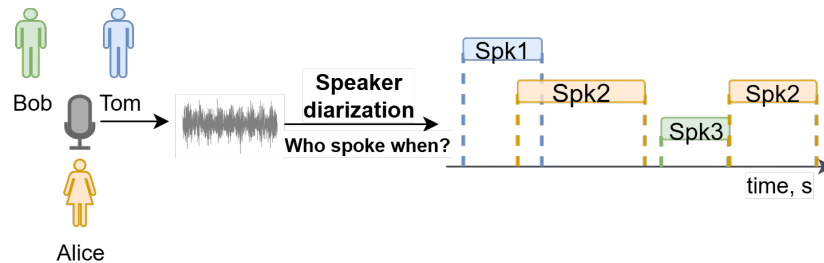 Bob
Tom
Alice
Speaker
diarization
Who spoke when?
Spk1
Spk2
Spk3
Spk2
time, s